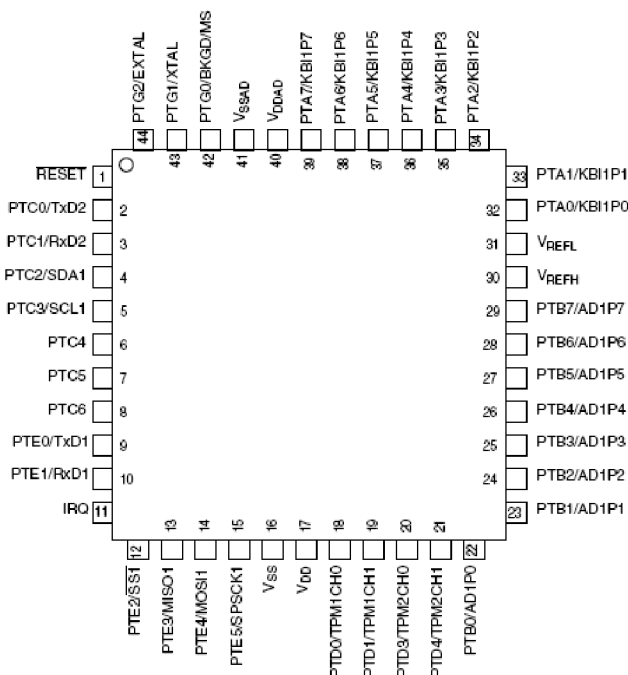 PTG2/EXTAL
PTG1/XTAL
PTG0/BKGD/MS
VSSAD
VDDAD
PTA7/KBI1P7
PTA6/KBI1P6
PTA5/KBI1P5
PTA4/KBI1P4
PTA3/KBI1P3
PTA2/KBI1P2
44
43
42
41
40
39
38
37
36
35
34
RESET 1
PTC0/TxD2 2
PTC1/RxD2 3
PTC2/SDA1 4
PTC3/SCL1 5
PTC4 6
PTC5 7
PTC6 8
PTE0/TxD1 9
PTE1/RxD1 10
IRQ 11
33 PTA1/KBI1P1
32 PTA0/KBI1P0
31 VREFL
30 VREFH
29 PTB7/AD1P7
28 PTB6/AD1P6
27 PTB5/AD1P5
26 PTB4/AD1P4
25 PTB3/AD1P3
24 PTB2/AD1P2
23 PTB1/AD1P1
12
13
14
15
16
17
18
19
20
21
22
PTE2/SS1
PTE3/MISO1
PTE4/MOSI1
PTE5/SPSCK1
VSS
VDD
PTD0/TPM1CH0
PTD1/TPM1CH1
PTD3/TPM2CH0
PTD4/TPM2CH1
PTB0/AD1P0